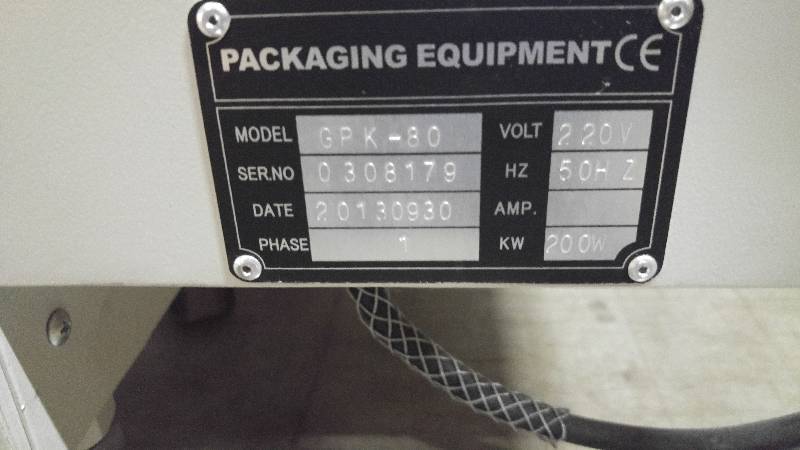 PACKAGING EQUIPMENT CE
MODEL GPK-80 VOLT 220V
SER.NO 0308179 HZ 50HZ
DATE 20130930 AMP.
PHASE 1 KW 200W